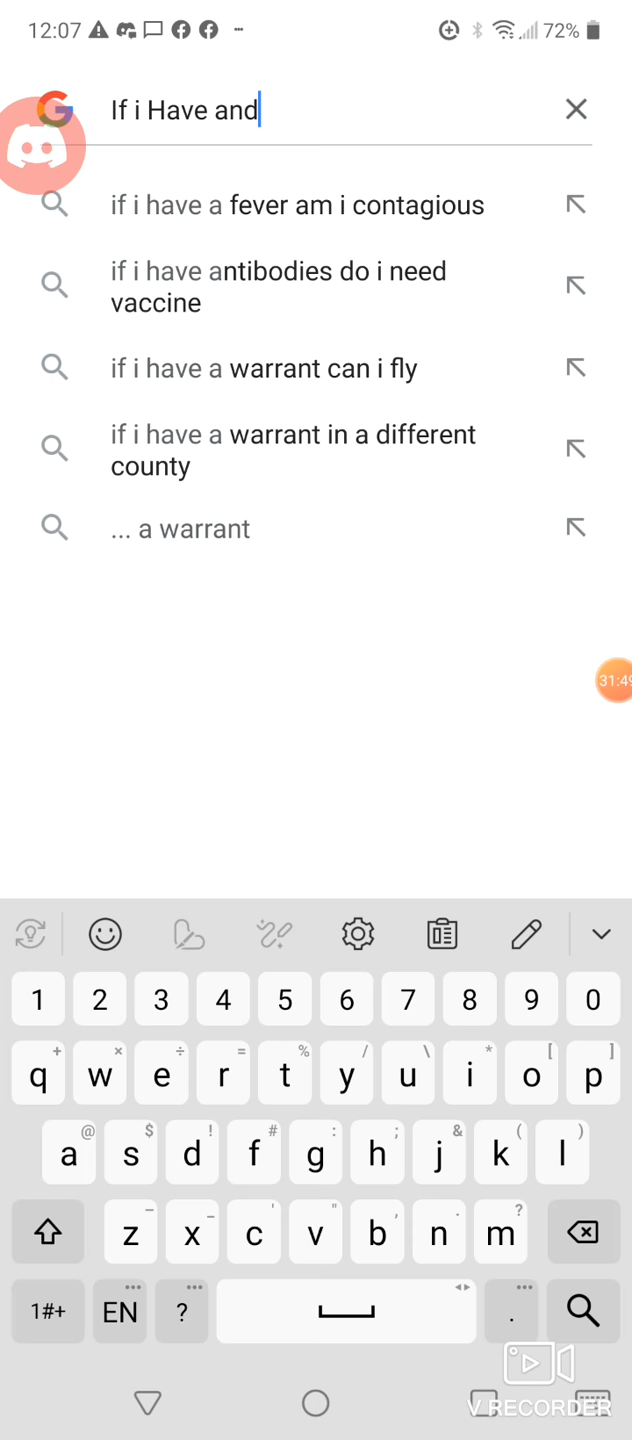 12:07 72%
If i Have and
if i have a fever am i contagious
if i have antibodies do i need
vaccine
if i have a warrant can i fly
if i have a warrant in a different
county
... a warrant
31:49
1 2 3 4 5 6 7 8 9 0
+ × ÷ = % / \ * [ ]
q w e r t y u i o p
@ $ ! # : ; & ( )
a s d f g h j k l
- _ ' " , . ?
z x c v b n m
1#+ EN ? .
V RECORDER